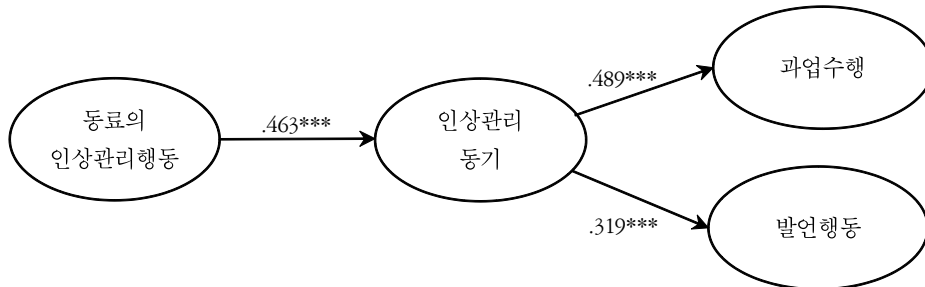 동료의
인상관리행동
.463***
인상관리
동기
.489***
과업수행
.319***
발언행동